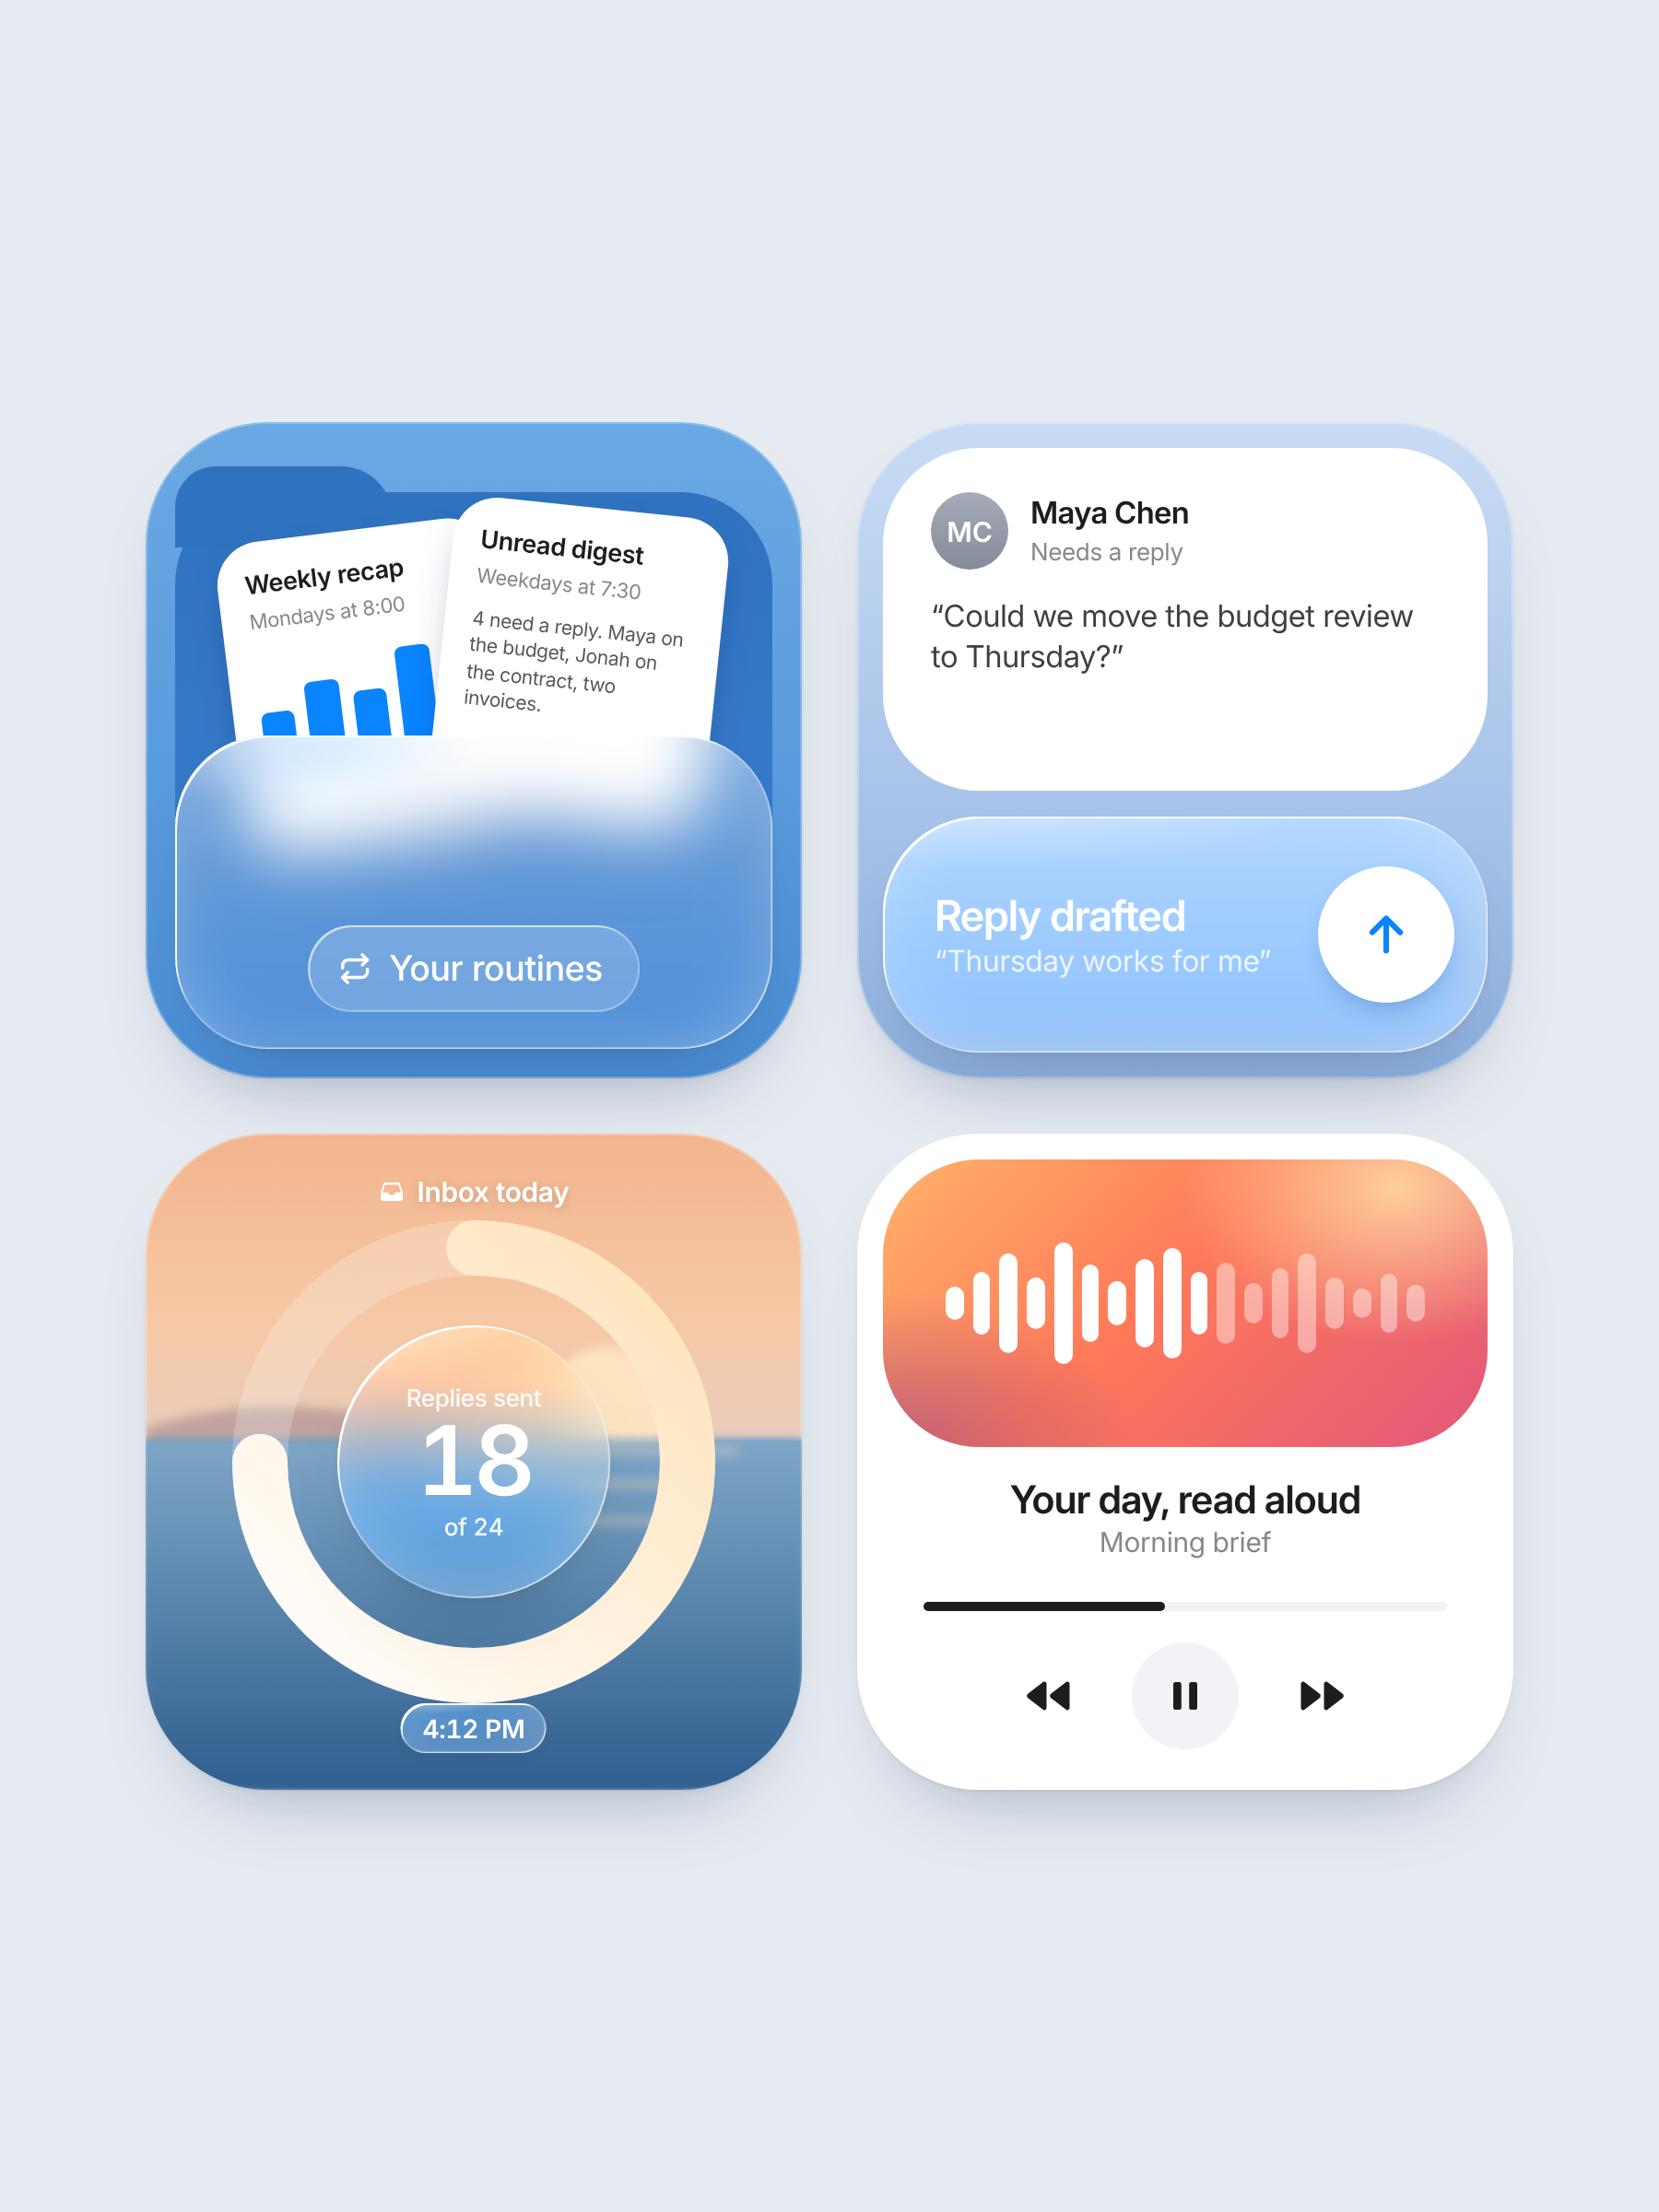 Weekly recap
Mondays at 8:00
Unread digest
Weekdays at 7:30
4 need a reply. Maya on
the budget, Jonah on
the contract, two
invoices.
Your routines
MC
Maya Chen
Needs a reply
“Could we move the budget review
to Thursday?”
Reply drafted
“Thursday works for me”
Inbox today
Replies sent
18
of 24
4:12 PM
Your day, read aloud
Morning brief